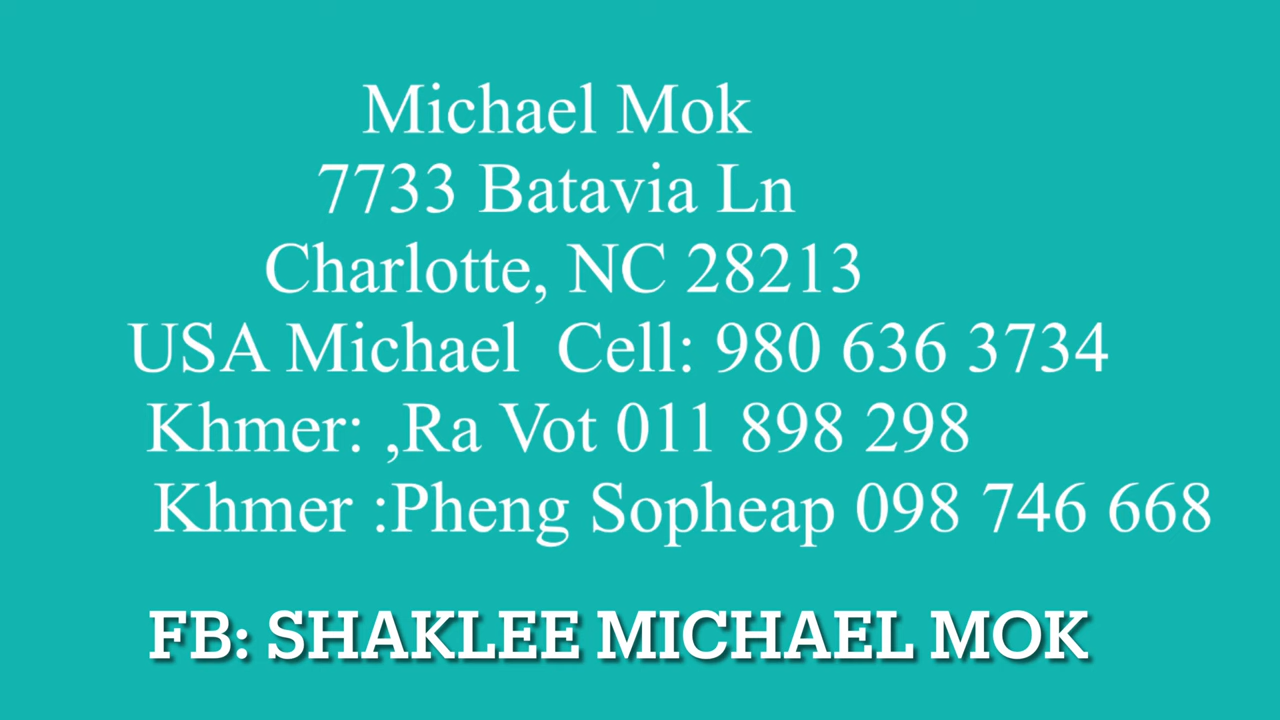 Michael Mok
7733 Batavia Ln
Charlotte, NC 28213
USA Michael  Cell: 980 636 3734
Khmer: ,Ra Vot 011 898 298
Khmer :Pheng Sopheap 098 746 668
FB: SHAKLEE MICHAEL MOK